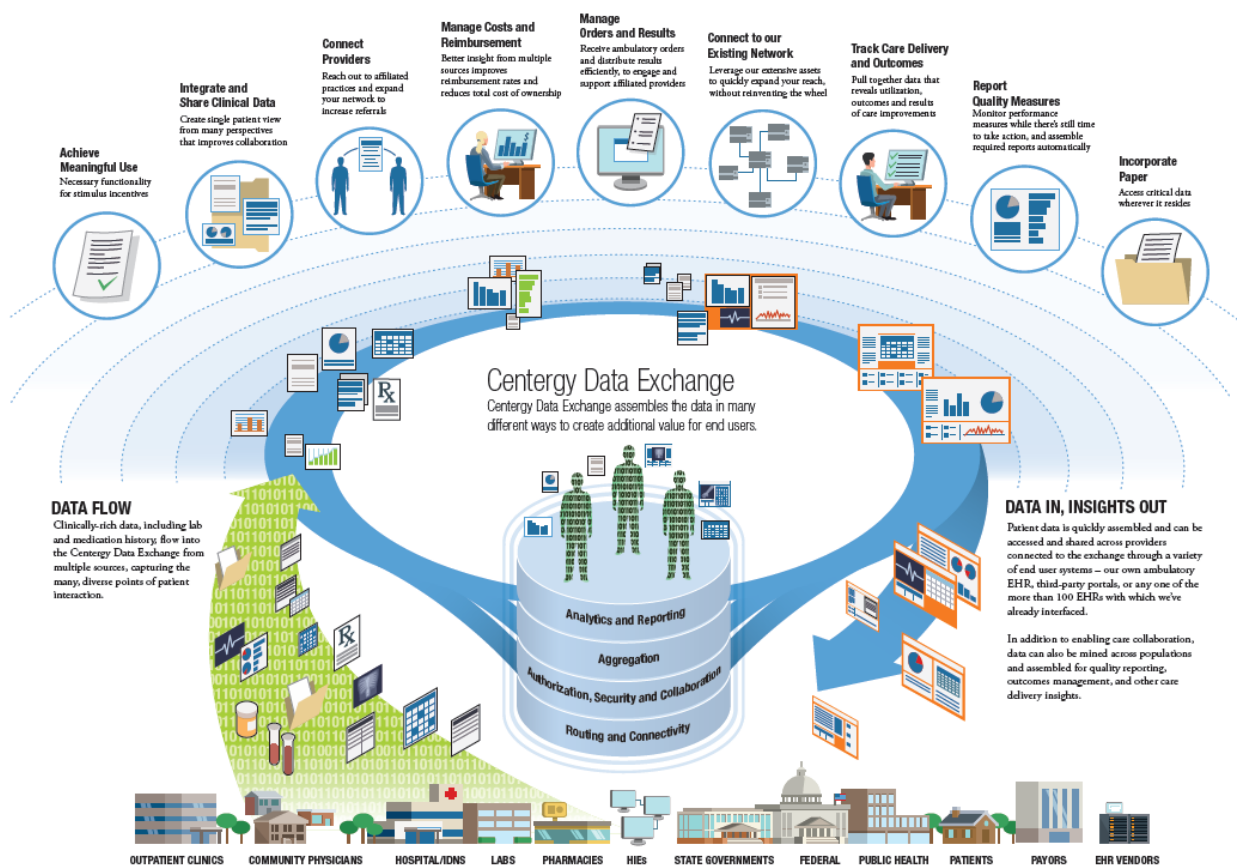 Achieve
Meaningful Use
Necessary functionality
for stimulus incentives
Integrate and
Share Clinical Data
Create single patient view
from many perspectives
that improves collaboration
Connect
Providers
Reach out to affiliated
practices and expand
your network to
increase referrals
Manage Costs and
Reimbursement
Better insight from multiple
sources improves
reimbursement rates and
reduces total cost of ownership
Manage
Orders and Results
Receive ambulatory orders
and distribute results
efficiently, to engage and
support affiliated providers
Connect to our
Existing Network
Leverage our extensive assets
to quickly expand your reach,
without reinventing the wheel
Track Care Delivery
and Outcomes
Pull together data that
reveals utilization,
outcomes and results
of care improvements
Report
Quality Measures
Monitor performance
measures while there's still time
to take action, and assemble
required reports automatically
Incorporate
Paper
Access critical data
wherever it resides
$
Rx
Centergy Data Exchange
Centergy Data Exchange assembles the data in many
different ways to create additional value for end users.
DATA FLOW
Clinically-rich data, including lab
and medication history, flow into
the Centergy Data Exchange from
multiple sources, capturing the
many, diverse points of patient
interaction.
Rx
Analytics and Reporting
Aggregation
Authorization, Security and Collaboration
Routing and Connectivity
DATA IN, INSIGHTS OUT
Patient data is quickly assembled and can be
accessed and shared across providers
connected to the exchange through a variety
of end user systems – our own ambulatory
EHR, third-party portals, or any one of the
more than 100 EHRs with which we've
already interfaced.
In addition to enabling care collaboration,
data can also be mined across populations
and assembled for quality reporting,
outcomes management, and other care
delivery insights.
OUTPATIENT CLINICS
COMMUNITY PHYSICIANS
HOSPITAL/IDNS
LABS
PHARMACIES
HIEs
STATE GOVERNMENTS
FEDERAL
PUBLIC HEALTH
PATIENTS
PAYORS
EHR VENDORS